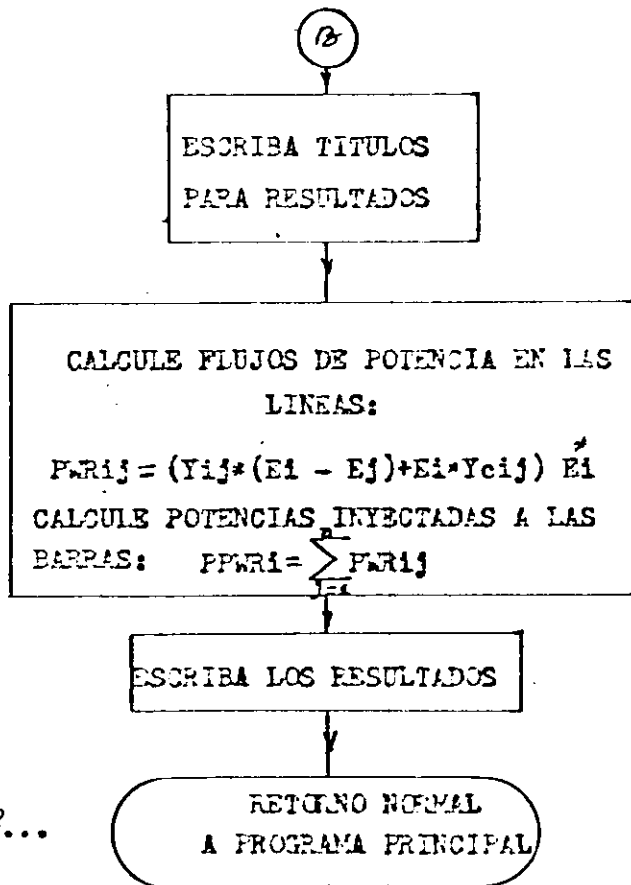 B
ESCRIBA TITULOS
PARA RESULTADOS
CALCULE FLUJOS DE POTENCIA EN LAS
LINEAS:
PWRij = (Yij*(Ei - Ej)+Ei*Ycij) Ei*
CALCULE POTENCIAS INYECTADAS A LAS
BARRAS: PPWRi= ∑ PWRij
ESCRIBA LOS RESULTADOS
RETORNO NORMAL
A PROGRAMA PRINCIPAL
...